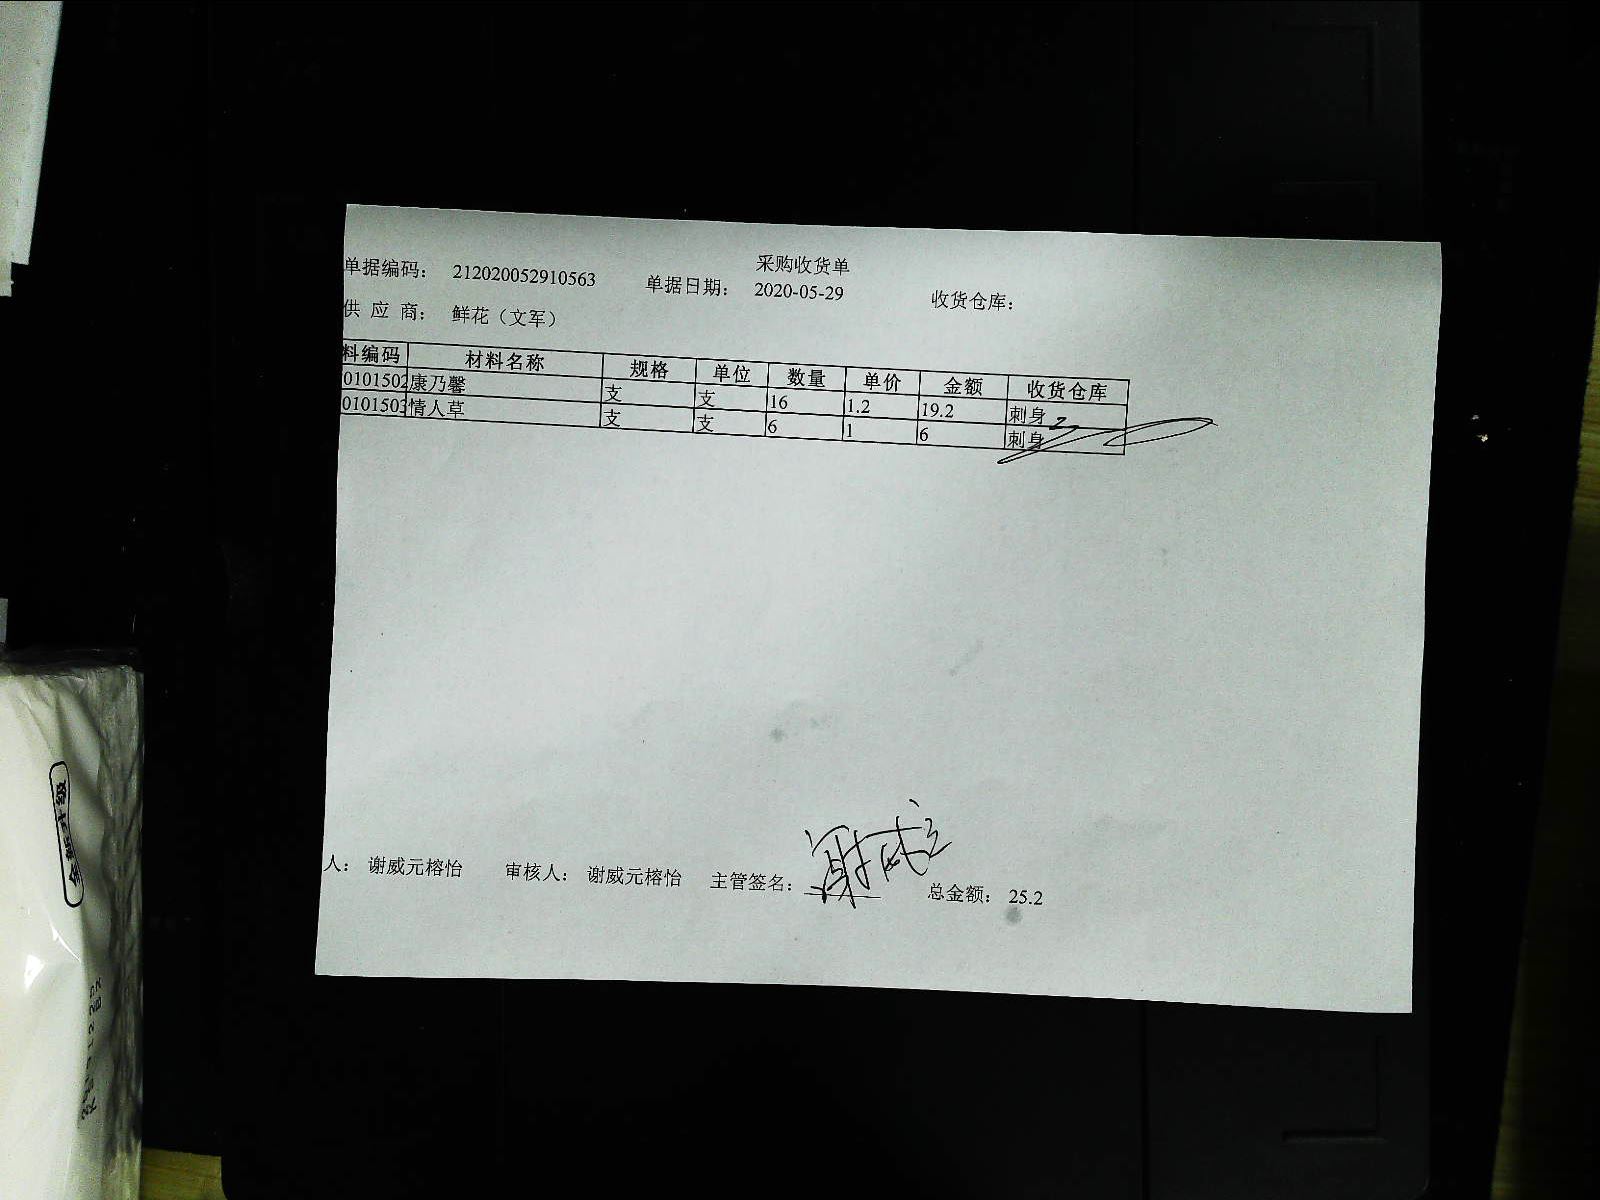 采购收货单
单据编码： 212020052910563 单据日期： 2020-05-29 收货仓库：
供 应 商： 鲜花（文军）
料编码 材料名称 规格 单位 数量 单价 金额 收货仓库
0101502 康乃馨 支 支 16 1.2 19.2 刺身
0101503 情人草 支 支 6 1 6 刺身
人： 谢威元榕怡 审核人： 谢威元榕怡 主管签名： 总金额： 25.2